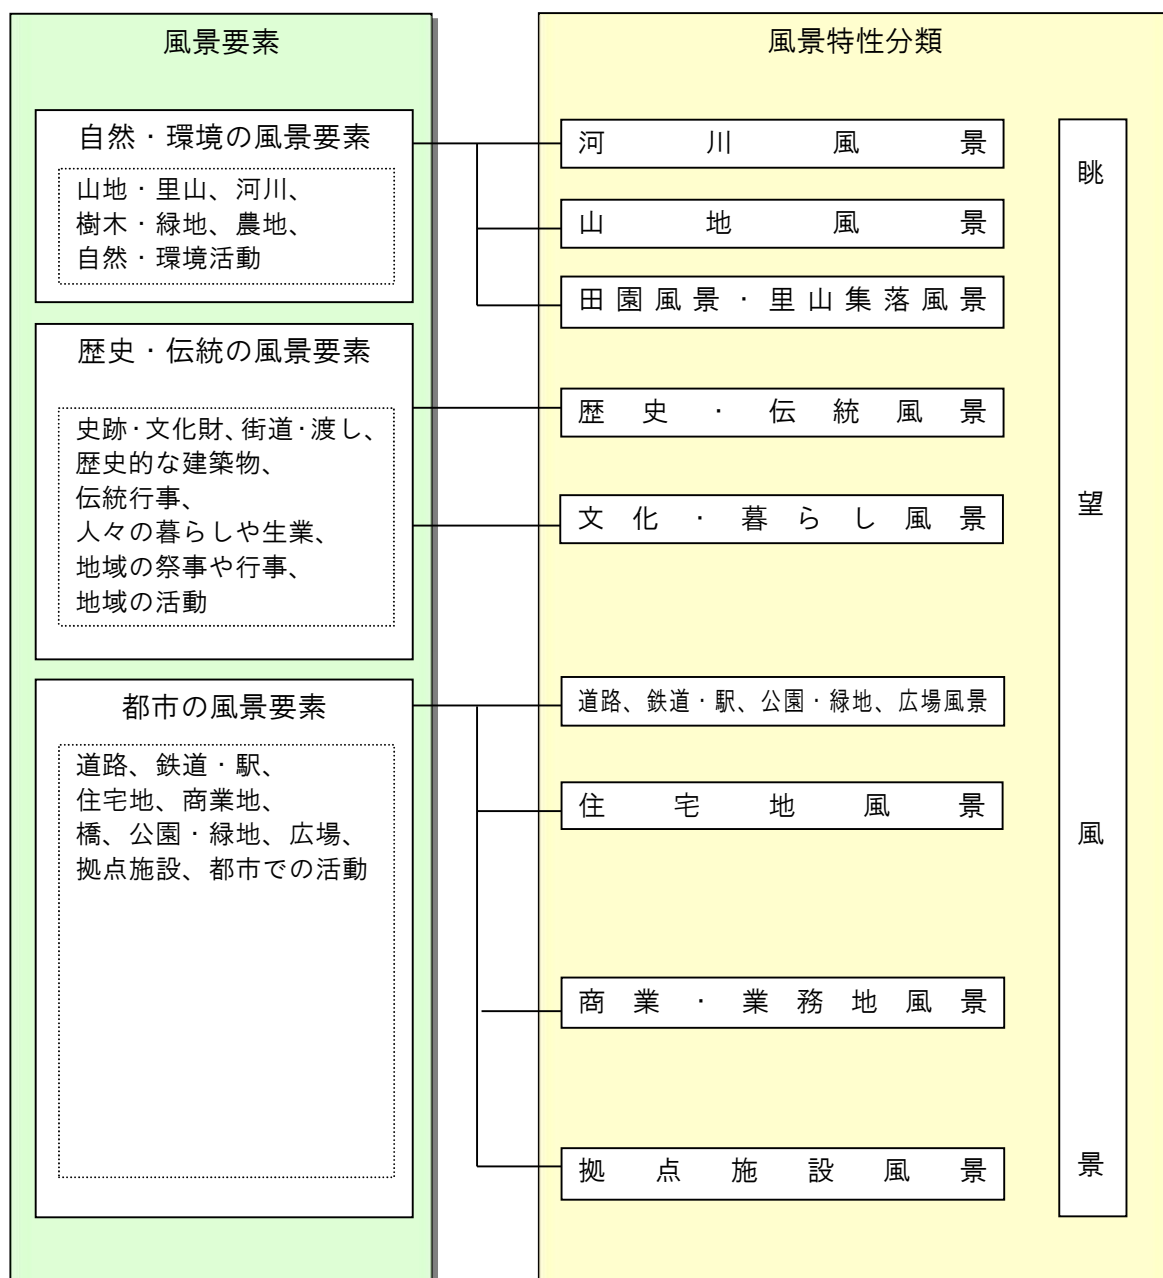 風景要素
自然・環境の風景要素
山地・里山、河川、
樹木・緑地、農地、
自然・環境活動
歴史・伝統の風景要素
史跡・文化財、街道・渡し、
歴史的な建築物、
伝統行事、
人々の暮らしや生業、
地域の祭事や行事、
地域の活動
都市の風景要素
道路、鉄道・駅、
住宅地、商業地、
橋、公園・緑地、広場、
拠点施設、都市での活動
風景特性分類
河川風景
山地風景
田園風景・里山集落風景
歴史・伝統風景
文化・暮らし風景
道路、鉄道・駅、公園・緑地、広場風景
住宅地風景
商業・業務地風景
拠点施設風景
眺望風景